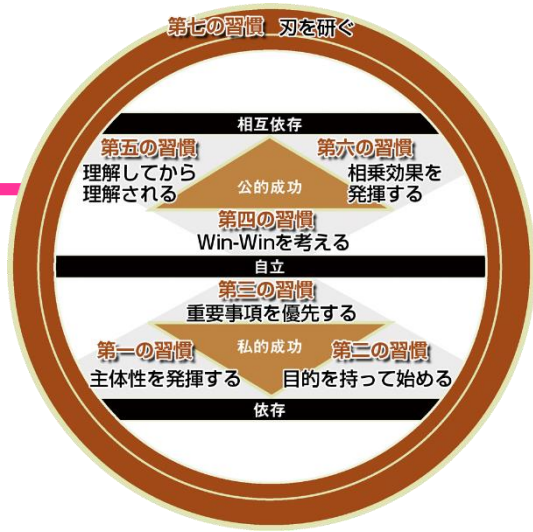 第七の習慣 刃を研ぐ
相互依存
第五の習慣
理解してから
理解される
第六の習慣
相乗効果を
発揮する
公的成功
第四の習慣
Win-Winを考える
自立
第三の習慣
重要事項を優先する
私的成功
第一の習慣
主体性を発揮する
第二の習慣
目的を持って始める
依存